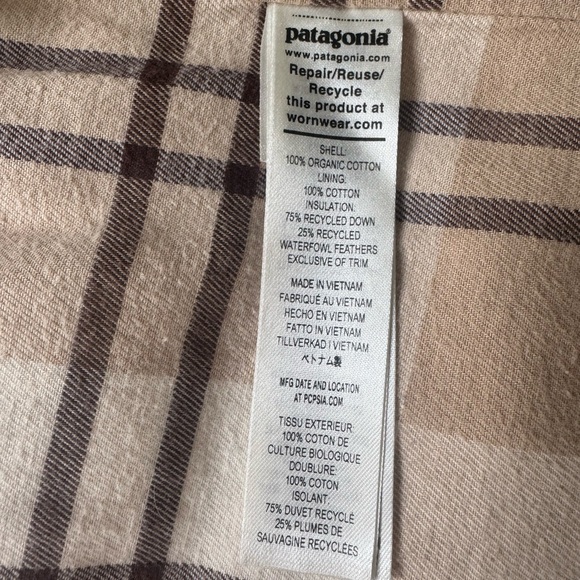 patagonia®
www.patagonia.com
Repair/Reuse/
Recycle
this product at
wornwear.com
SHELL:
100% ORGANIC COTTON
LINING:
100% COTTON
INSULATION:
75% RECYCLED DOWN
25% RECYCLED
WATERFOWL FEATHERS
EXCLUSIVE OF TRIM
MADE IN VIETNAM
FABRIQUÉ AU VIETNAM
HECHO EN VIETNAM
FATTO IN VIETNAM
TILLVERKAD I VIETNAM
ベトナム製
MFG DATE AND LOCATION
AT PCPSIA.COM
TISSU EXTERIEUR:
100% COTON DE
CULTURE BIOLOGIQUE
DOUBLURE:
100% COTON
ISOLANT:
75% DUVET RECYCLÉ
25% PLUMES DE
SAUVAGINE RECYCLÉES